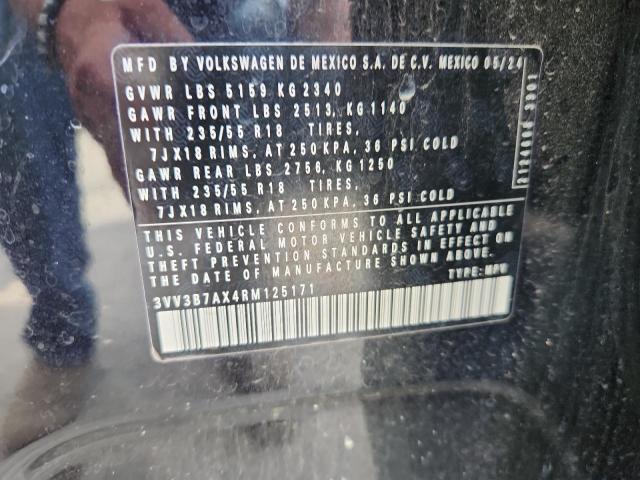 MFD BY VOLKSWAGEN DE MEXICO S.A. DE C.V. MEXICO 05/24
GVWR LBS 5159 KG 2340
GAWR FRONT LBS 2513, KG 1140
WITH 235/55 R18 TIRES,
7JX18 RIMS, AT 250 KPA, 36 PSI COLD
GAWR REAR LBS 2756, KG 1250
WITH 235/55 R18 TIRES,
7JX18 RIMS, AT 250 KPA, 36 PSI COLD
THIS VEHICLE CONFORMS TO ALL APPLICABLE
U.S. FEDERAL MOTOR VEHICLE SAFETY AND
THEFT PREVENTION STANDARDS IN EFFECT ON
THE DATE OF MANUFACTURE SHOWN ABOVE.
TYPE: MPV
3VV3B7AX4RM125171